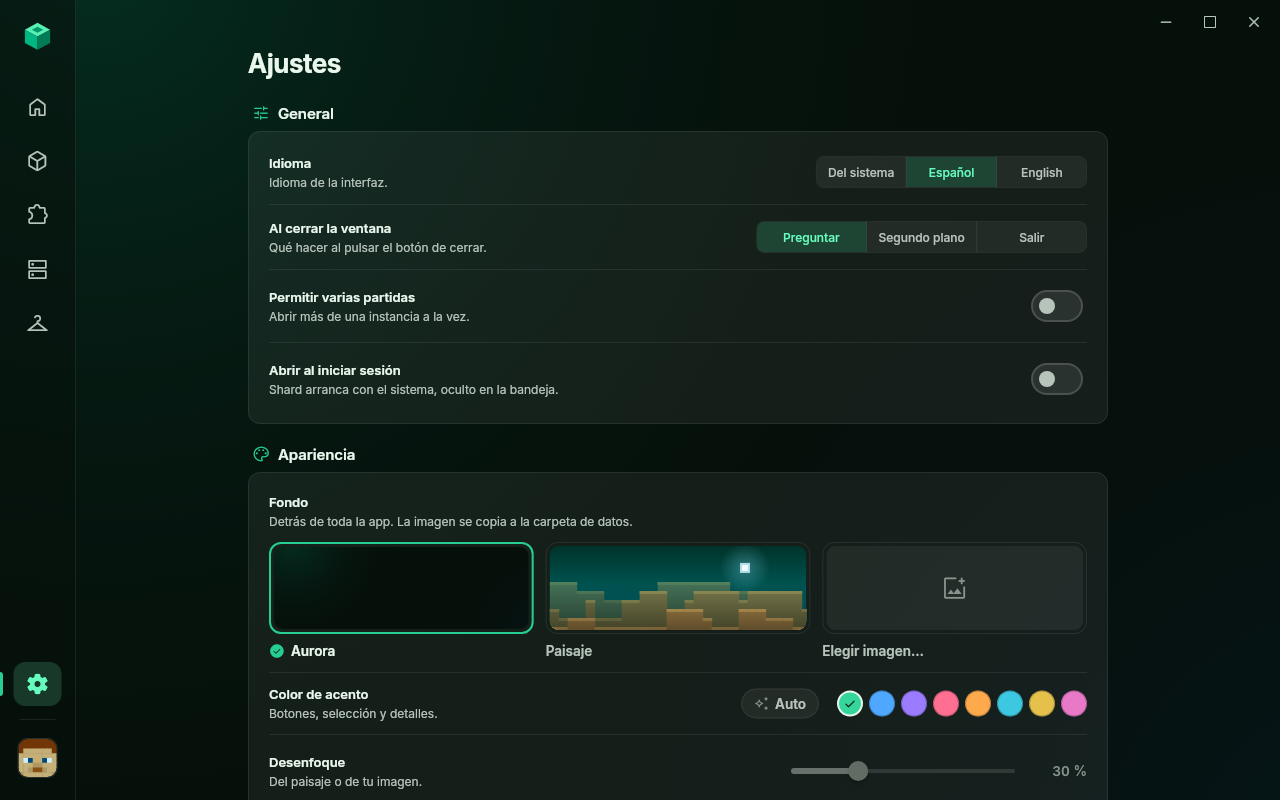 Ajustes
General
Idioma
Idioma de la interfaz.
Del sistema
Español
English
Al cerrar la ventana
Qué hacer al pulsar el botón de cerrar.
Preguntar
Segundo plano
Salir
Permitir varias partidas
Abrir más de una instancia a la vez.
Abrir al iniciar sesión
Shard arranca con el sistema, oculto en la bandeja.
Apariencia
Fondo
Detrás de toda la app. La imagen se copia a la carpeta de datos.
Aurora
Paisaje
Elegir imagen...
Color de acento
Botones, selección y detalles.
Auto
Desenfoque
Del paisaje o de tu imagen.
30 %